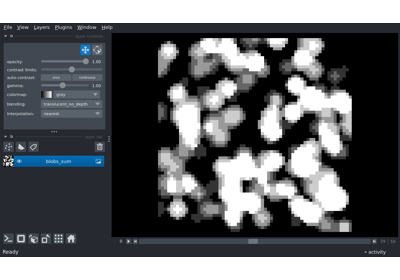 File View Layers Plugins Window Help
layer controls
opacity: 1.00
contrast limits:
auto-contrast: once continuous
gamma: 1.00
colormap: gray
blending: translucent_no_depth
interpolation: nearest
layer list
blobs_sum
Ready
activity